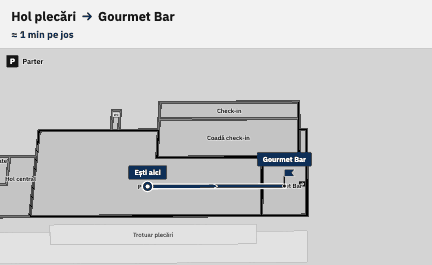 Hol plecări → Gourmet Bar
≈ 1 min pe jos
P Parter
Check-in
Coadă check-in
Gourmet Bar
Ești aici
Hol central
Trotuar plecări